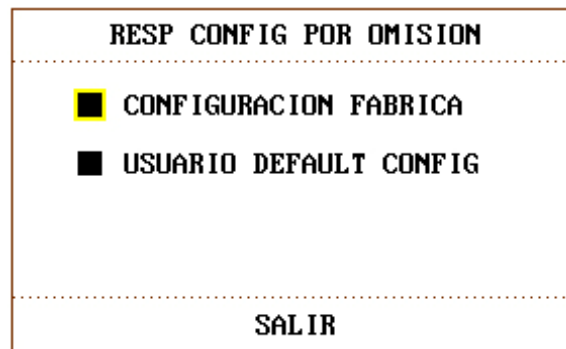 RESP CONFIG POR OMISION
CONFIGURACION FABRICA
USUARIO DEFAULT CONFIG
SALIR